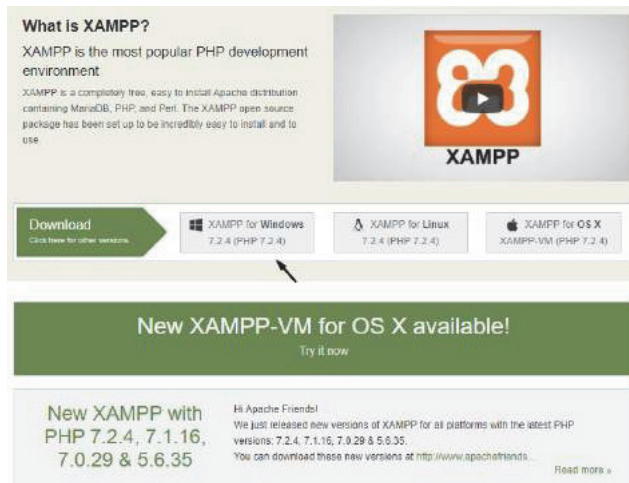 What is XAMPP?
XAMPP is the most popular PHP development
environment
XAMPP is a completely free, easy to install Apache distribution
containing MariaDB, PHP, and Perl. The XAMPP open source
package has been set up to be incredibly easy to install and to
use
XAMPP
Download
Click here for other versions
XAMPP for Windows
7.2.4 (PHP 7.2.4)
XAMPP for Linux
7.2.4 (PHP 7.2.4)
XAMPP for OS X
XAMPP-VM (PHP 7.2.4)
New XAMPP-VM for OS X available!
Try it now
New XAMPP with
PHP 7.2.4, 7.1.16,
7.0.29 & 5.6.35
Hi Apache Friends!
We just released new versions of XAMPP for all platforms with the latest PHP
versions: 7.2.4, 7.1.16, 7.0.29 & 5.6.35.
You can download these new versions at http://www.apachefriends...
Read more »